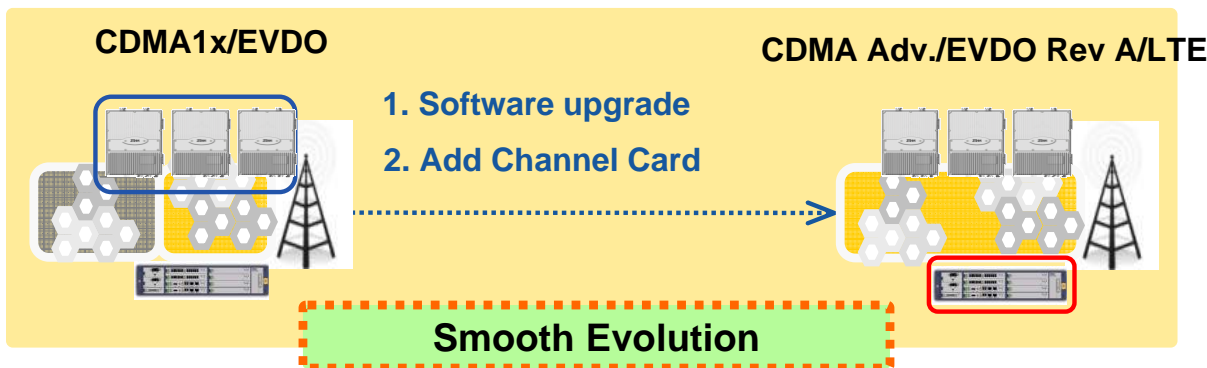 CDMA1x/EVDO
CDMA Adv./EVDO Rev A/LTE
1. Software upgrade
2. Add Channel Card
Smooth Evolution